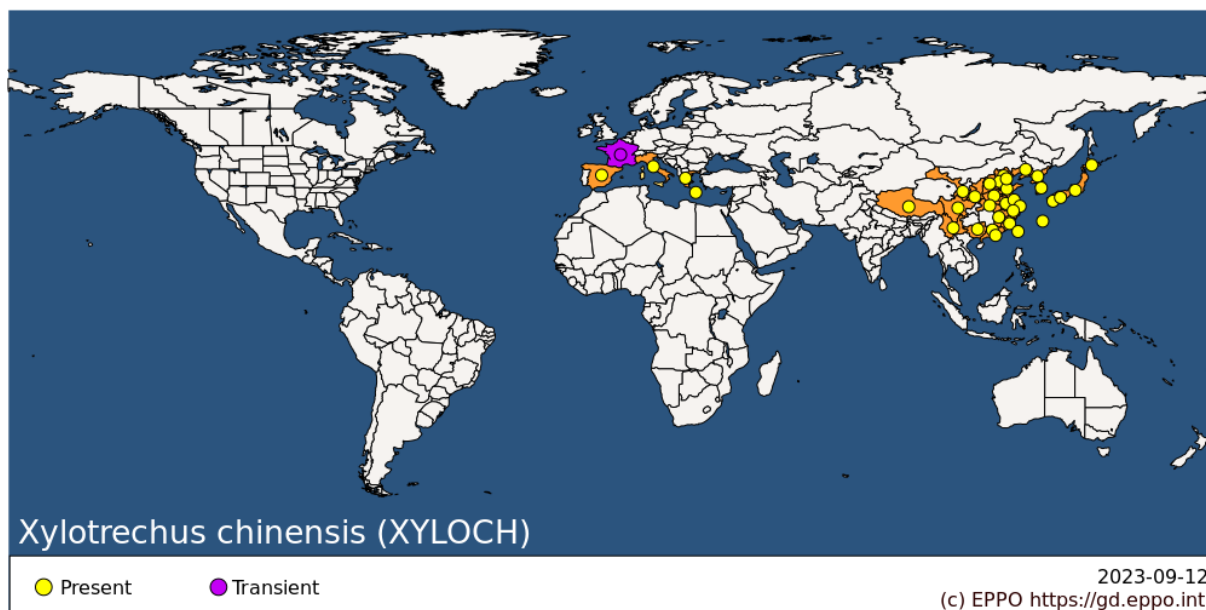 Xylotrechus chinensis (XYLOCH)
Present
Transient
2023-09-12
(c) EPPO https://gd.eppo.int